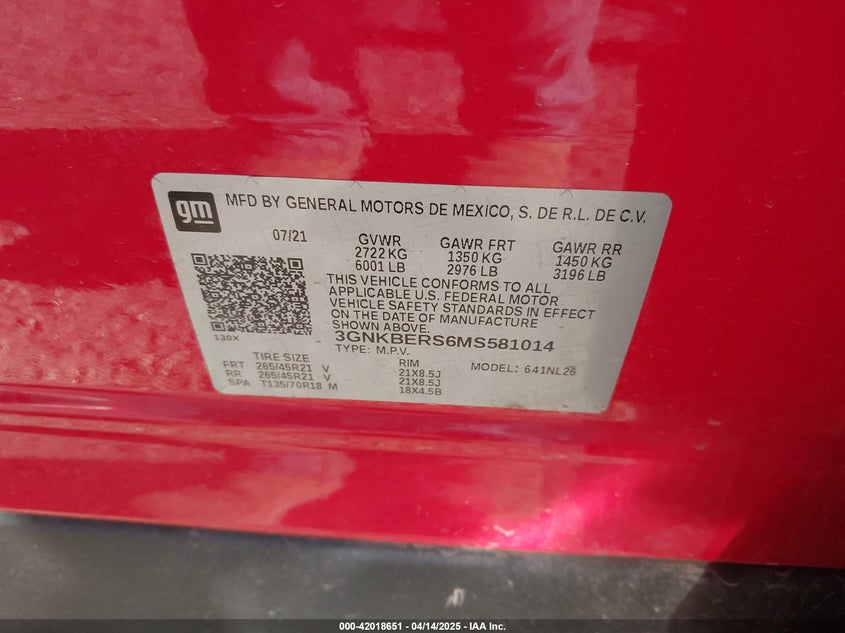 gm
MFD BY GENERAL MOTORS DE MEXICO, S. DE R.L. DE C.V.
07/21 GVWR GAWR FRT GAWR RR
2722 KG 1350 KG 1450 KG
6001 LB 2976 LB 3196 LB
THIS VEHICLE CONFORMS TO ALL
APPLICABLE U.S. FEDERAL MOTOR
VEHICLE SAFETY STANDARDS IN EFFECT
ON THE DATE OF MANUFACTURE
SHOWN ABOVE.
130X
3GNKBERS6MS581014
TYPE: M.P.V.
MODEL: 641NL26
TIRE SIZE RIM
FRT 265/45R21 V 21X8.5J
RR 265/45R21 V 21X8.5J
SPA T135/70R18 M 18X4.5B
000-42018651 - 04/14/2025 - IAA Inc.